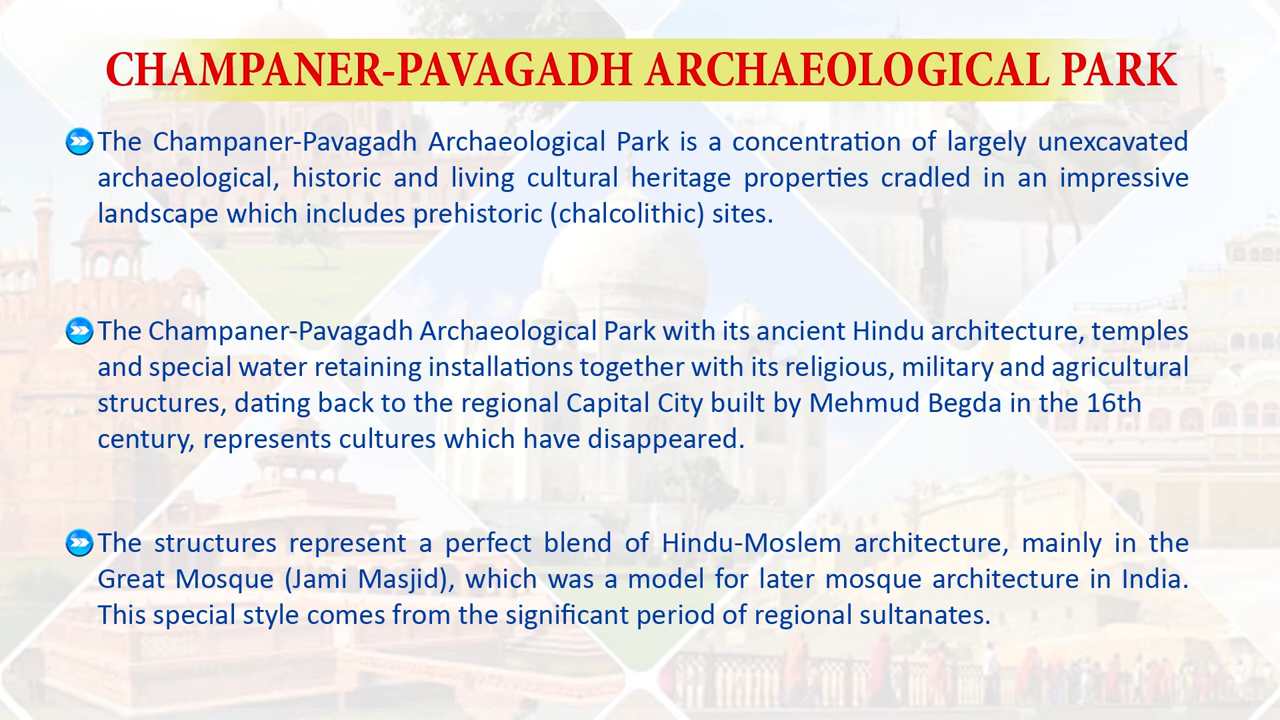 CHAMPANER-PAVAGADH ARCHAEOLOGICAL PARK
The Champaner-Pavagadh Archaeological Park is a concentration of largely unexcavated
archaeological, historic and living cultural heritage properties cradled in an impressive
landscape which includes prehistoric (chalcolithic) sites.
The Champaner-Pavagadh Archaeological Park with its ancient Hindu architecture, temples
and special water retaining installations together with its religious, military and agricultural
structures, dating back to the regional Capital City built by Mehmud Begda in the 16th
century, represents cultures which have disappeared.
The structures represent a perfect blend of Hindu-Moslem architecture, mainly in the
Great Mosque (Jami Masjid), which was a model for later mosque architecture in India.
This special style comes from the significant period of regional sultanates.